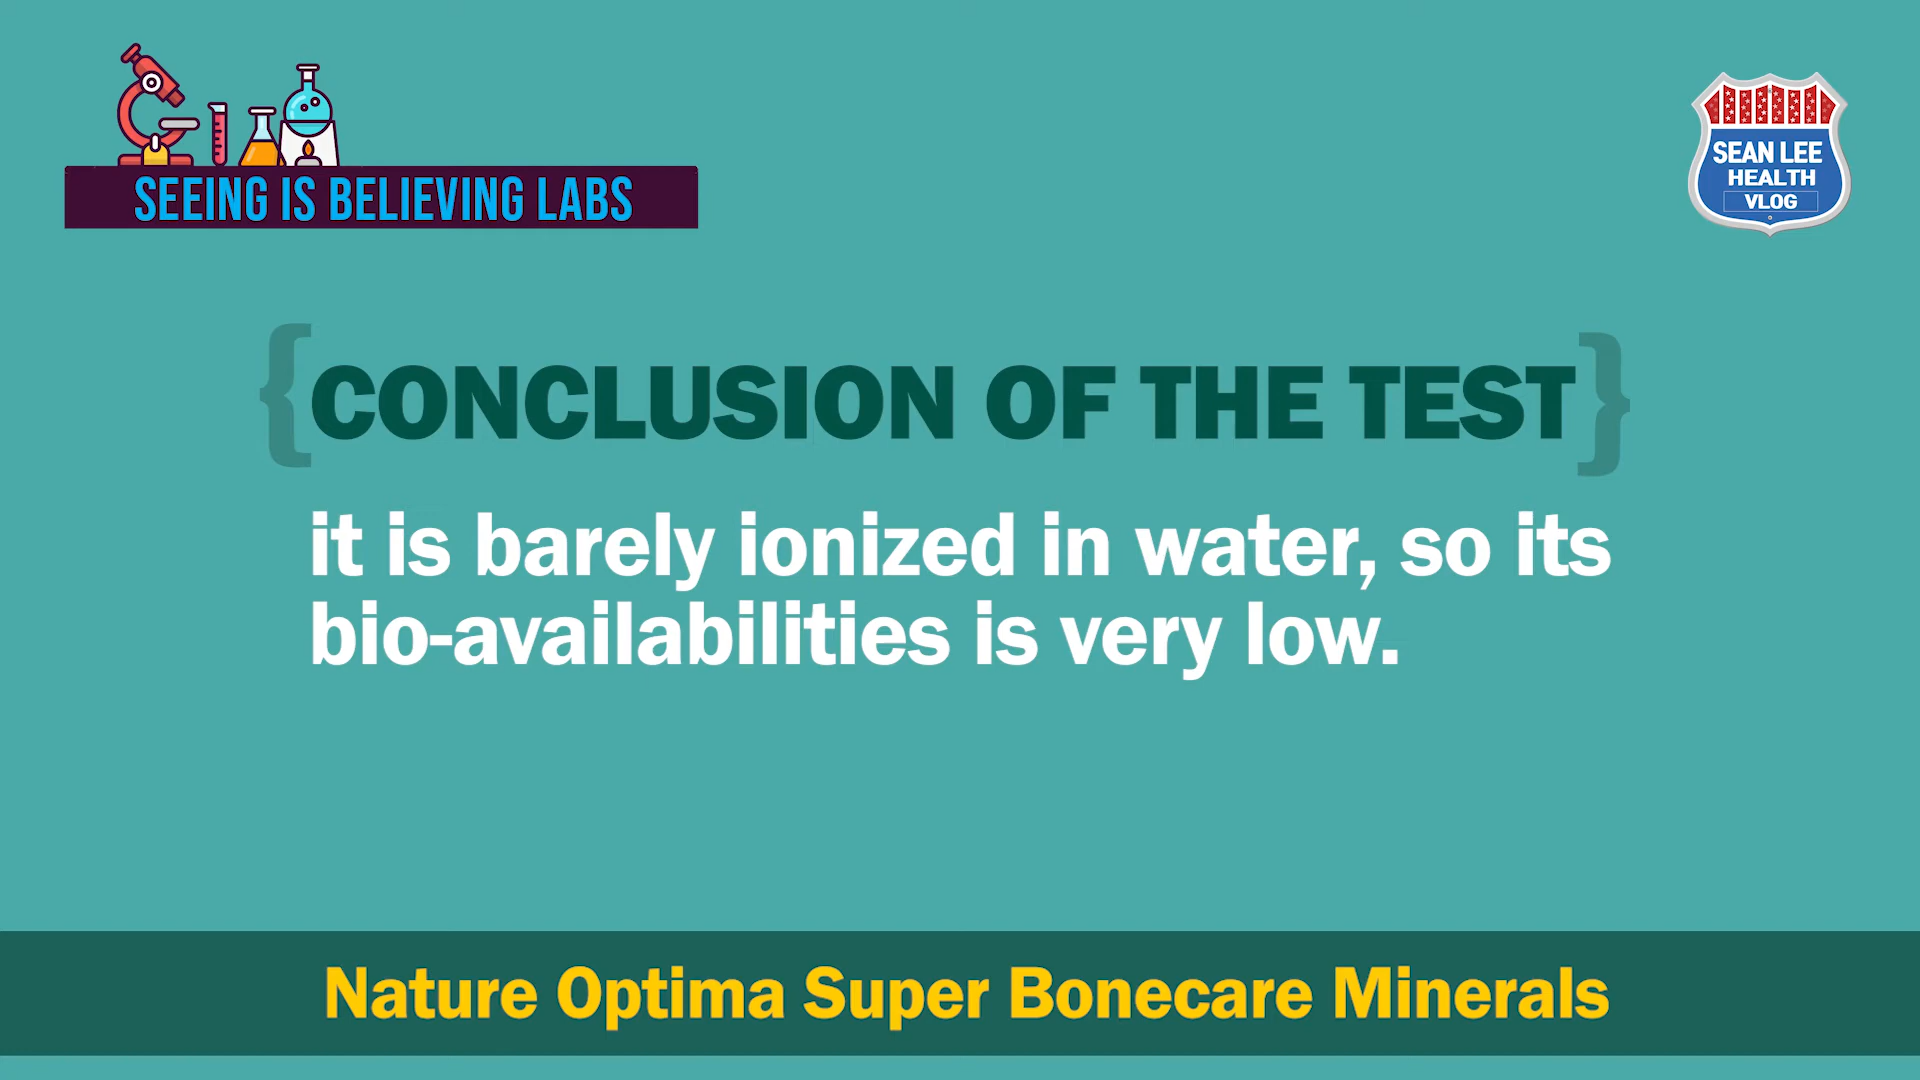 SEEING IS BELIEVING LABS
SEAN LEE
HEALTH
VLOG
{CONCLUSION OF THE TEST}
it is barely ionized in water, so its
bio-availabilities is very low.
Nature Optima Super Bonecare Minerals